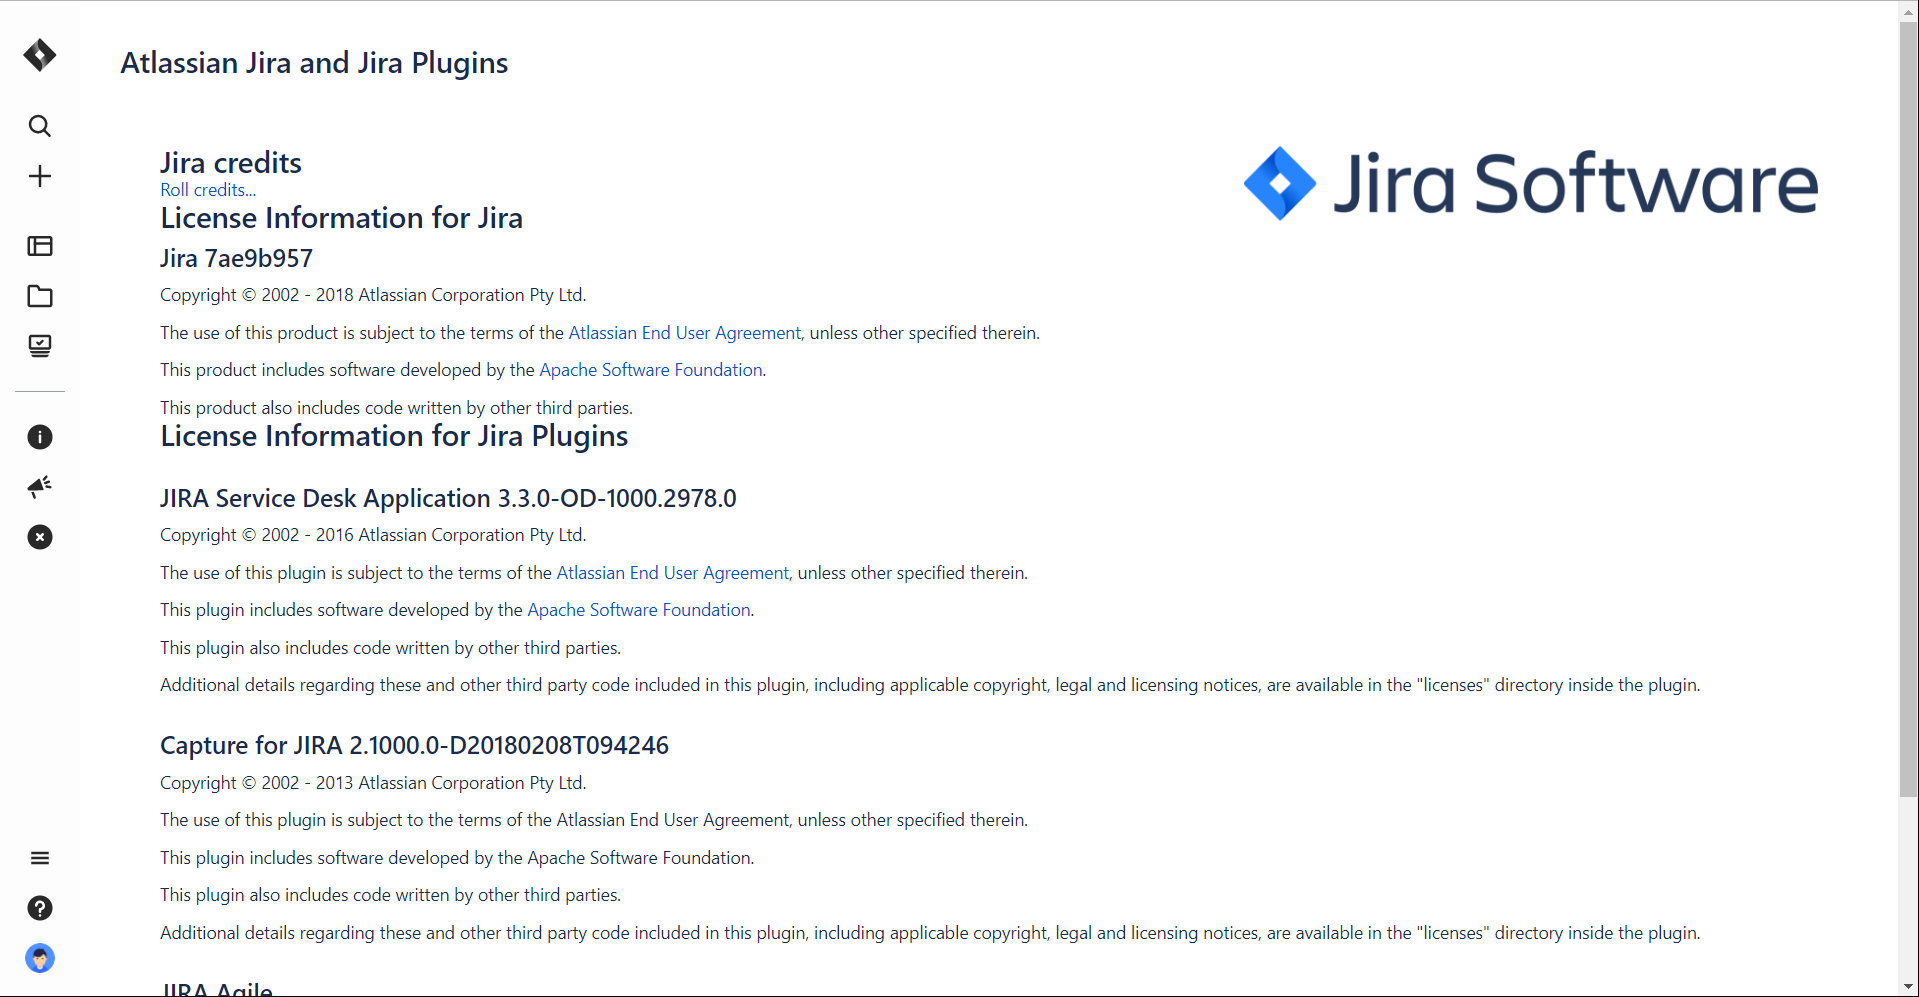 Atlassian Jira and Jira Plugins
Jira credits
Jira Software
Roll credits...
License Information for Jira
Jira 7ae9b957
Copyright © 2002 - 2018 Atlassian Corporation Pty Ltd.
The use of this product is subject to the terms of the Atlassian End User Agreement, unless other specified therein.
This product includes software developed by the Apache Software Foundation.
This product also includes code written by other third parties.
License Information for Jira Plugins
JIRA Service Desk Application 3.3.0-OD-1000.2978.0
Copyright © 2002 - 2016 Atlassian Corporation Pty Ltd.
The use of this plugin is subject to the terms of the Atlassian End User Agreement, unless other specified therein.
This plugin includes software developed by the Apache Software Foundation.
This plugin also includes code written by other third parties.
Additional details regarding these and other third party code included in this plugin, including applicable copyright, legal and licensing notices, are available in the "licenses" directory inside the plugin.
Capture for JIRA 2.1000.0-D20180208T094246
Copyright © 2002 - 2013 Atlassian Corporation Pty Ltd.
The use of this plugin is subject to the terms of the Atlassian End User Agreement, unless other specified therein.
This plugin includes software developed by the Apache Software Foundation.
This plugin also includes code written by other third parties.
Additional details regarding these and other third party code included in this plugin, including applicable copyright, legal and licensing notices, are available in the "licenses" directory inside the plugin.
JIRA Agile